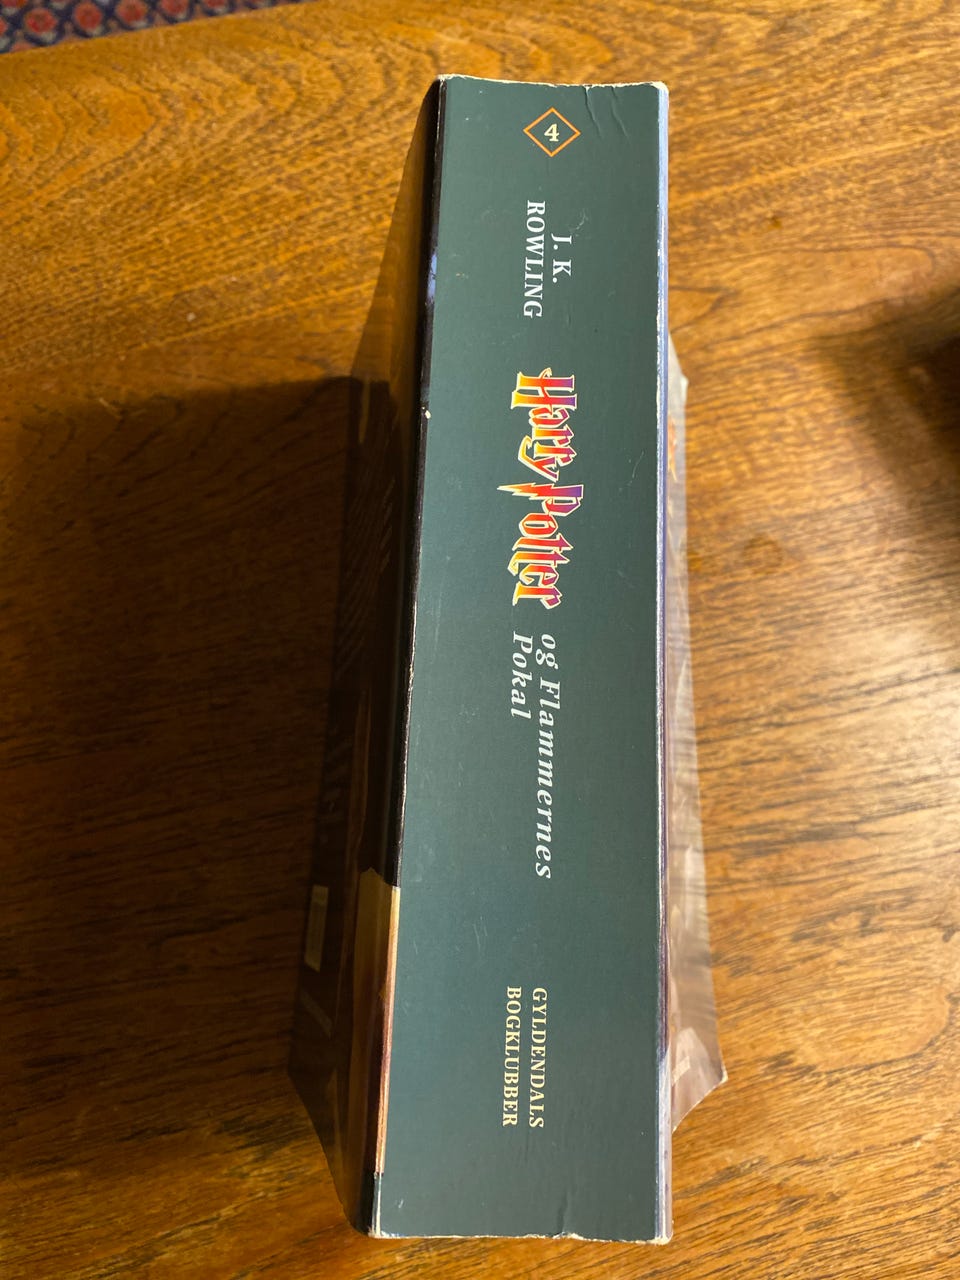 4
J. K.
ROWLING
Harry Potter
og Flammernes
Pokal
GYLDENDALS
BOGKLUBBER